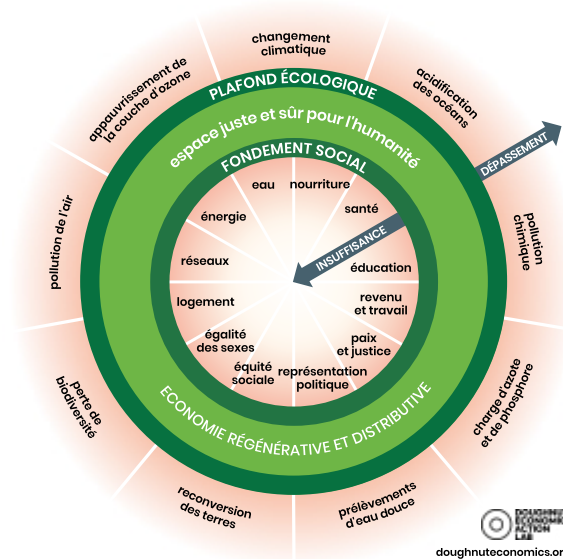 changement
climatique
appauvrissement de
la couche d'ozone
acidification
des océans
PLAFOND ÉCOLOGIQUE
espace juste et sûr pour l'humanité
FONDEMENT SOCIAL
DÉPASSEMENT
eau
nourriture
énergie
santé
pollution de l'air
pollution
chimique
réseaux
INSUFFISANCE
éducation
logement
revenu
et travail
égalité
des sexes
paix
et justice
équité
sociale
représentation
politique
perte de
biodiversité
charge d'azote
et de phosphore
ECONOMIE RÉGÉNÉRATIVE ET DISTRIBUTIVE
reconversion
des terres
prélèvements
d'eau douce
DOUGHNU
ECONOMIC
ACTION
LAB
doughnuteconomics.or